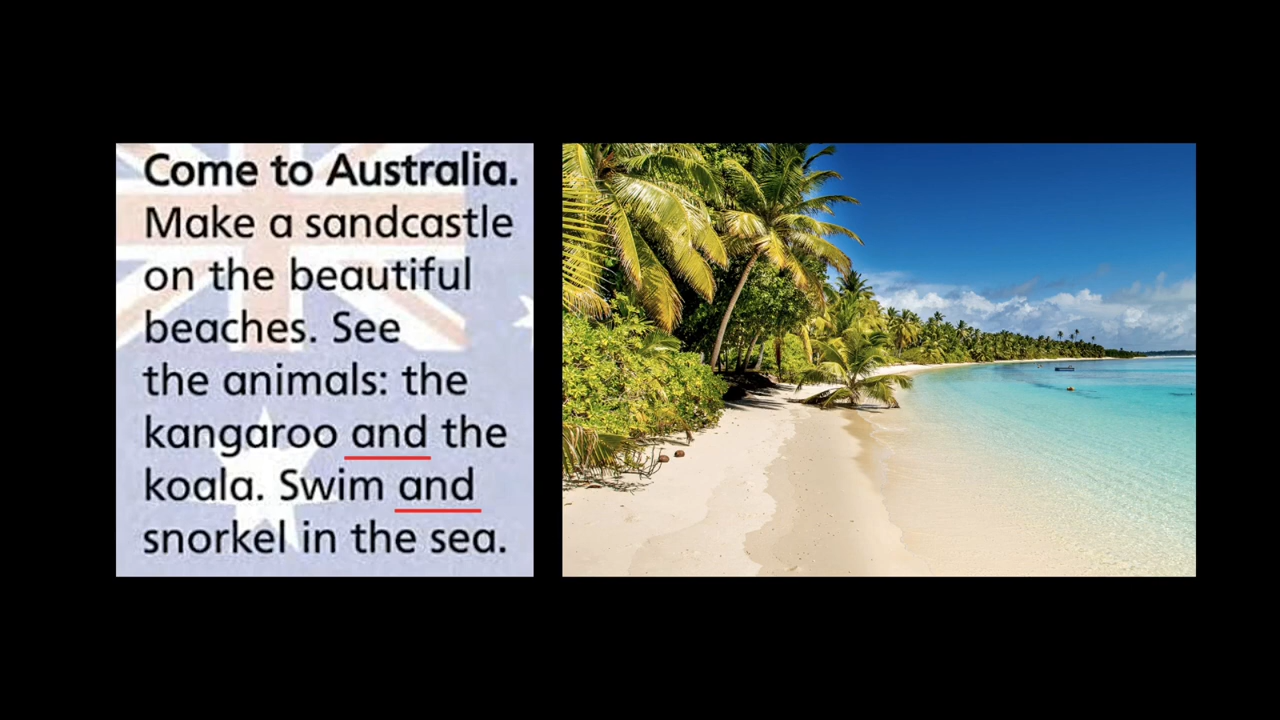 Come to Australia.
Make a sandcastle
on the beautiful
beaches. See
the animals: the
kangaroo and the
koala. Swim and
snorkel in the sea.